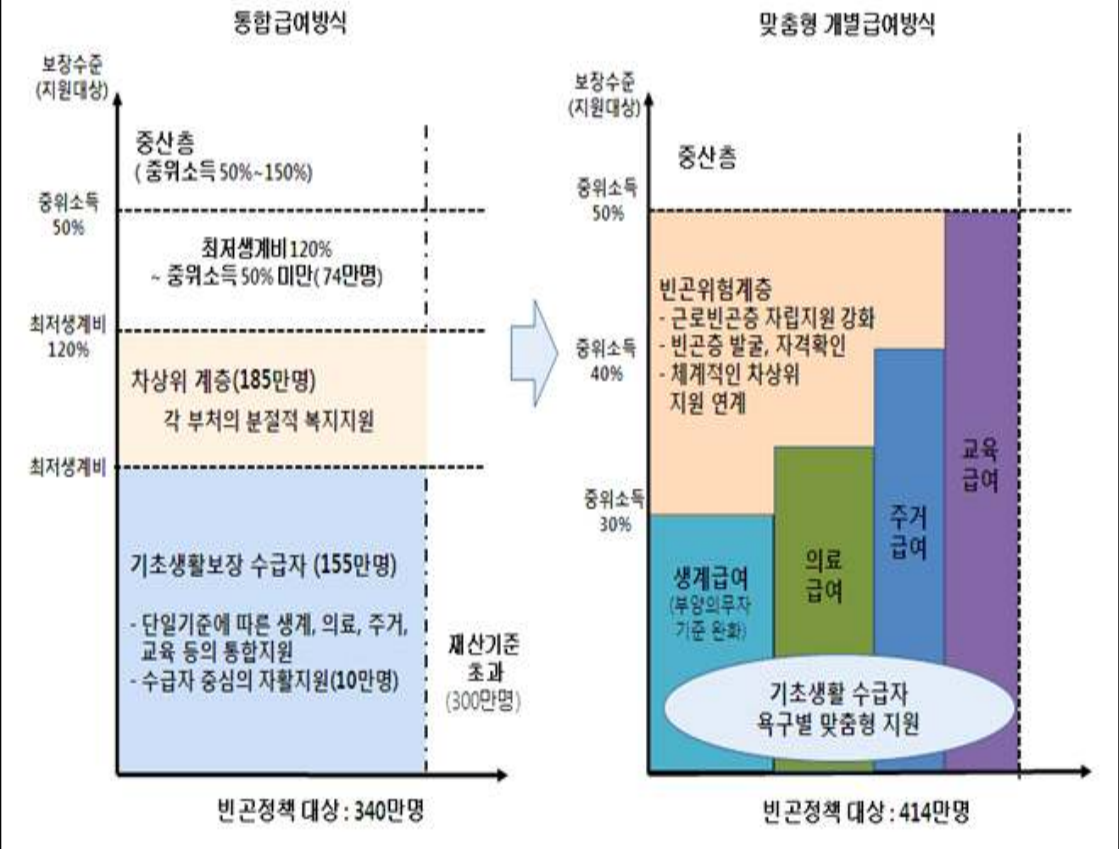 통합급여방식
보장수준
(지원대상)
중산층
( 중위소득 50%~150%)
중위소득
50%
최저생계비 120%
~ 중위소득 50% 미만( 74만명)
최저생계비
120%
차상위 계층(185만명)
각 부처의 분절적 복지지원
최저생계비
기초생활보장 수급자 (155만명)
- 단일기준에 따른 생계, 의료, 주거,
교육 등의 통합지원
- 수급자 중심의 자활지원(10만명)
재산기준
초과
(300만명)
빈곤정책 대상 : 340만명
맞춤형 개별급여방식
보장수준
(지원대상)
중산층
중위소득
50%
빈곤위험계층
- 근로빈곤층 자립지원 강화
- 빈곤층 발굴, 자격확인
- 체계적인 차상위
지원 연계
중위소득
40%
중위소득
30%
생계급여
(부양의무자
기준 완화)
의료
급여
주거
급여
교육
급여
기초생활 수급자
욕구별 맞춤형 지원
빈곤정책 대상 : 414만명